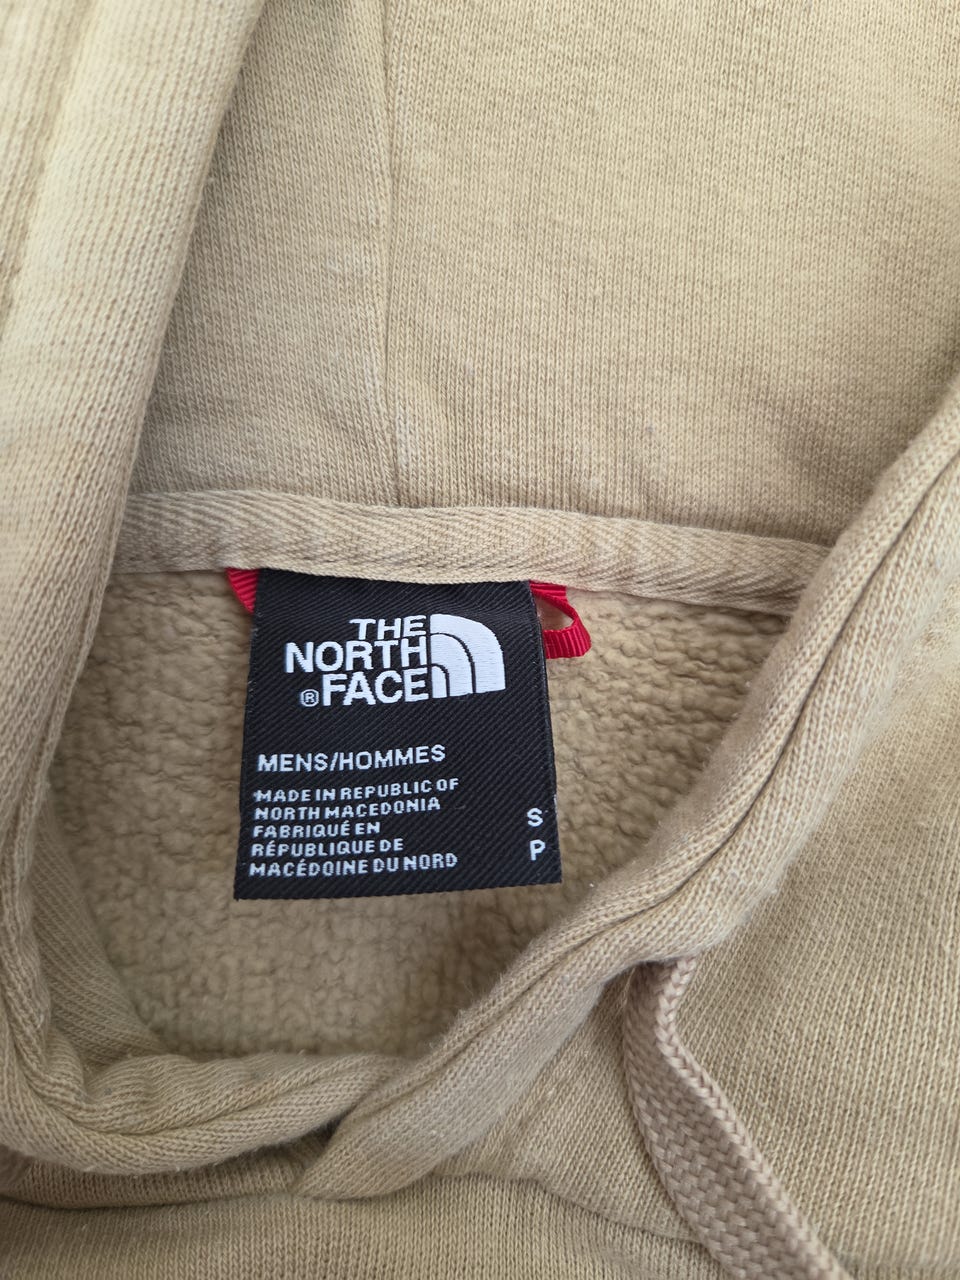 THE
NORTH
® FACE
MENS/HOMMES
MADE IN REPUBLIC OF
NORTH MACEDONIA
FABRIQUÉ EN
RÉPUBLIQUE DE
MACÉDOINE DU NORD
S
P